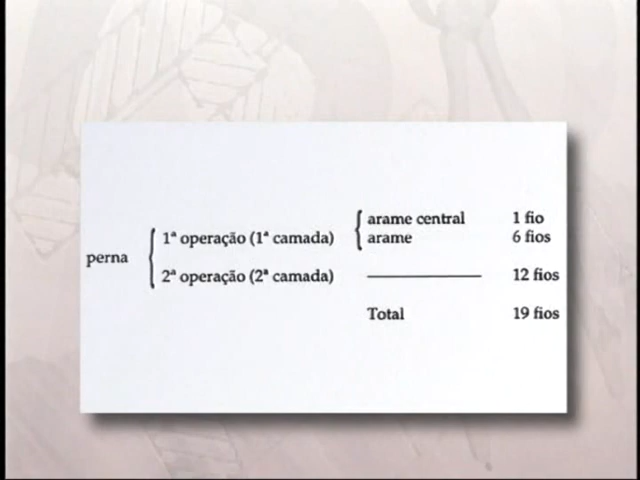 arame central 1 fio
1ª operação (1ª camada) arame 6 fios
perna
2ª operação (2ª camada) 12 fios
Total 19 fios